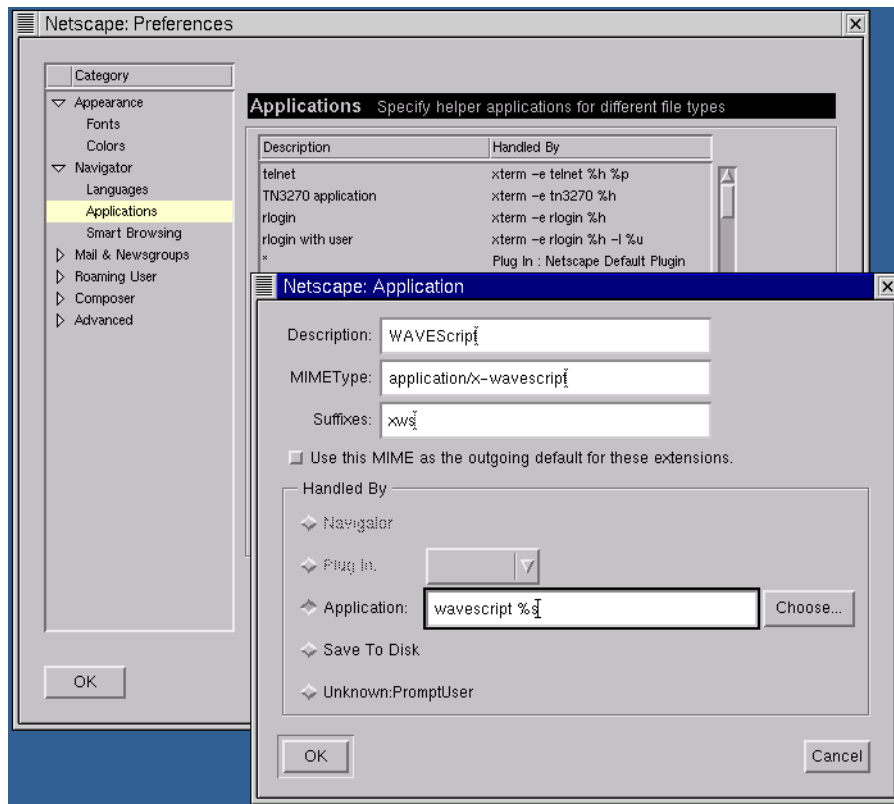 Netscape: Preferences
Category
Appearance
Fonts
Colors
Navigator
Languages
Applications
Smart Browsing
Mail & Newsgroups
Roaming User
Composer
Advanced
Applications Specify helper applications for different file types
Description Handled By
telnet xterm -e telnet %h %p
TN3270 application xterm -e tn3270 %h
rlogin xterm -e rlogin %h
rlogin with user xterm -e rlogin %h -l %u
* Plug In : Netscape Default Plugin
OK
Netscape: Application
Description: WAVEScript
MIMEType: application/x-wavescript
Suffixes: xws
Use this MIME as the outgoing default for these extensions.
Handled By
Navigator
Plug In:
Application: wavescript %s Choose...
Save To Disk
Unknown:PromptUser
OK Cancel